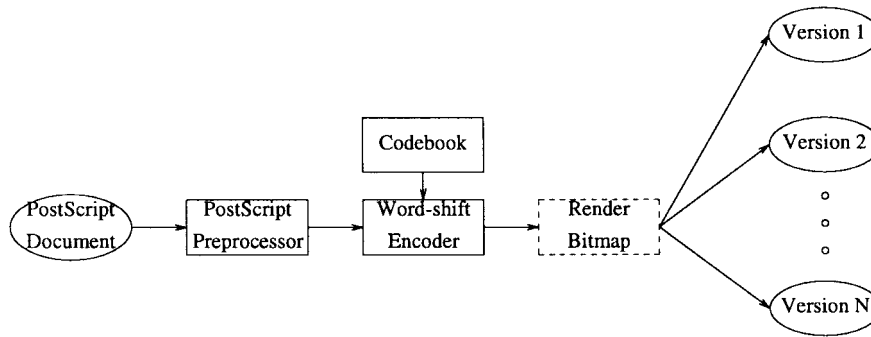 Version 1
Codebook
Version 2
PostScript
Document
PostScript
Preprocessor
Word-shift
Encoder
Render
Bitmap
Version N